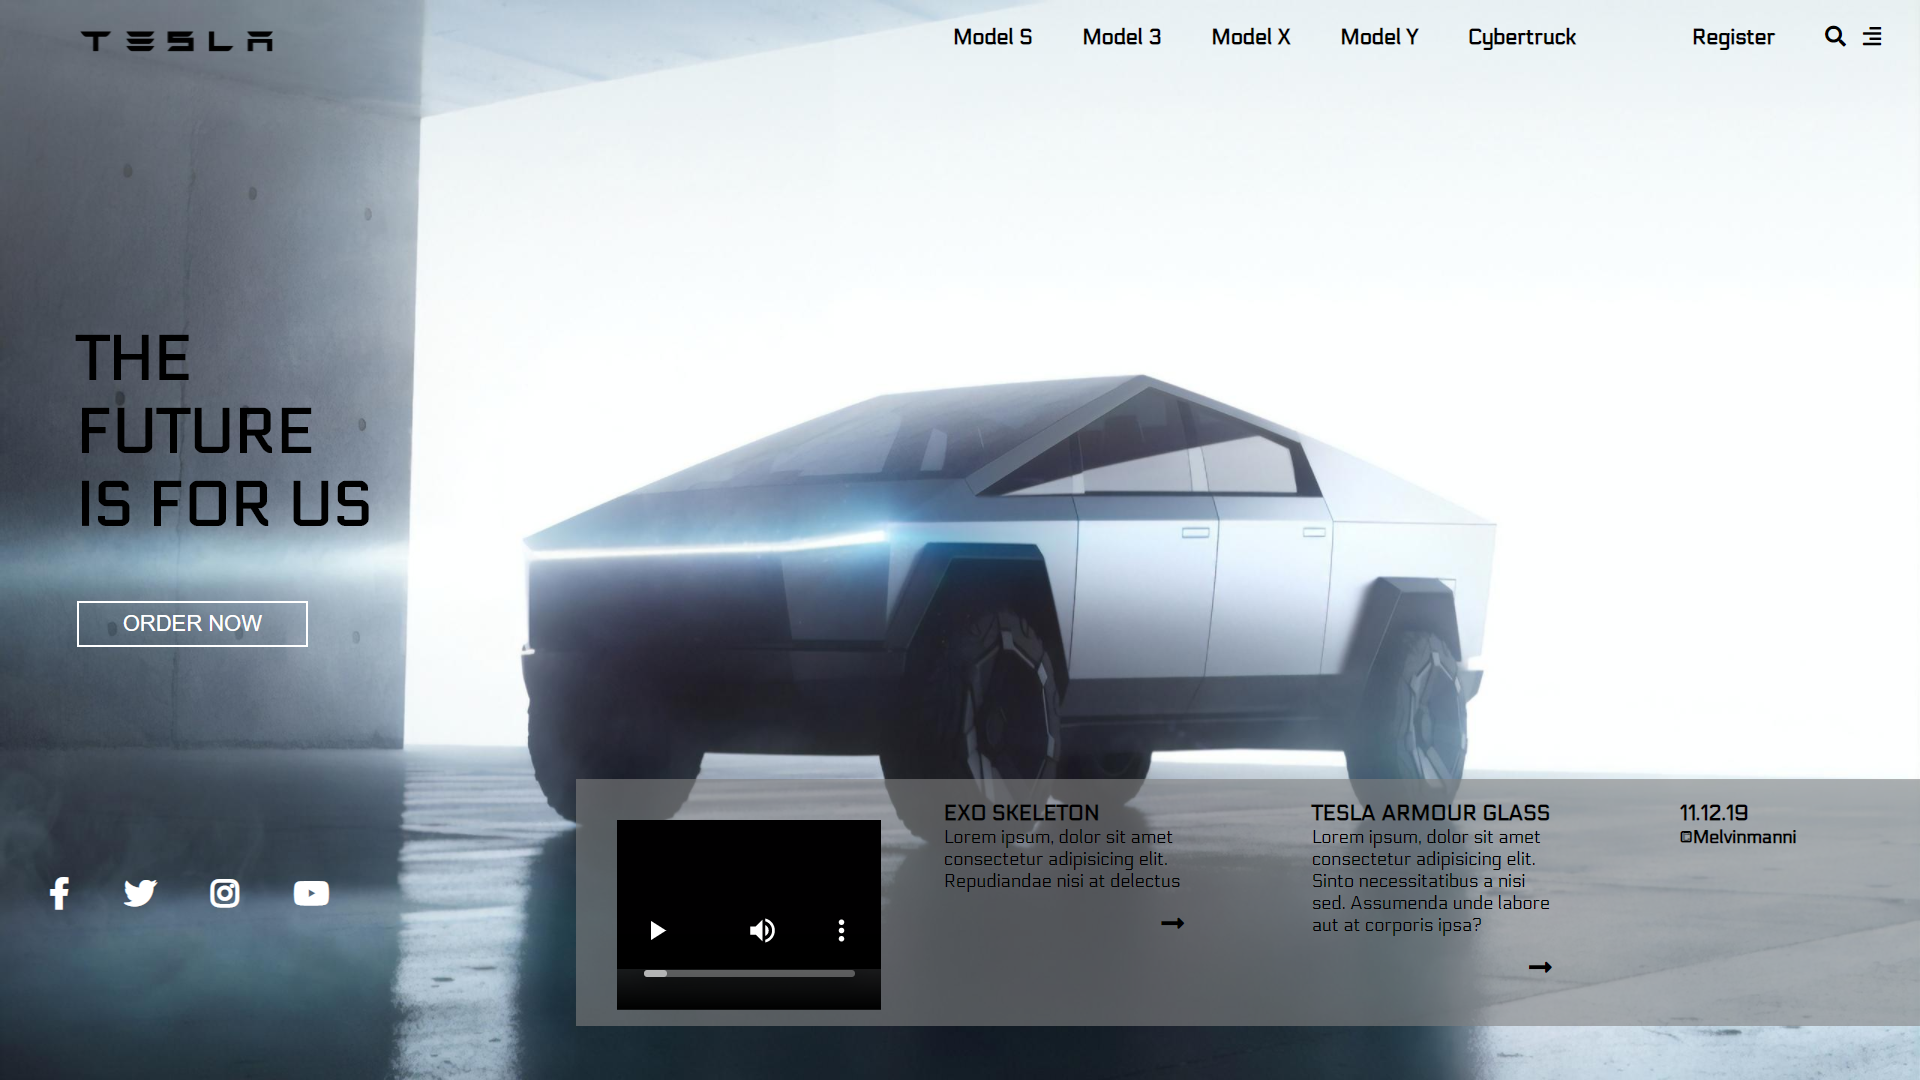 TESLA
Model S
Model 3
Model X
Model Y
Cybertruck
Register
THE
FUTURE
IS FOR US
ORDER NOW
EXO SKELETON
Lorem ipsum, dolor sit amet
consectetur adipisicing elit.
Repudiandae nisi at delectus
TESLA ARMOUR GLASS
Lorem ipsum, dolor sit amet
consectetur adipisicing elit.
Sinto necessitatibus a nisi
sed. Assumenda unde labore
aut at corporis ipsa?
11.12.19
©Melvinmanni